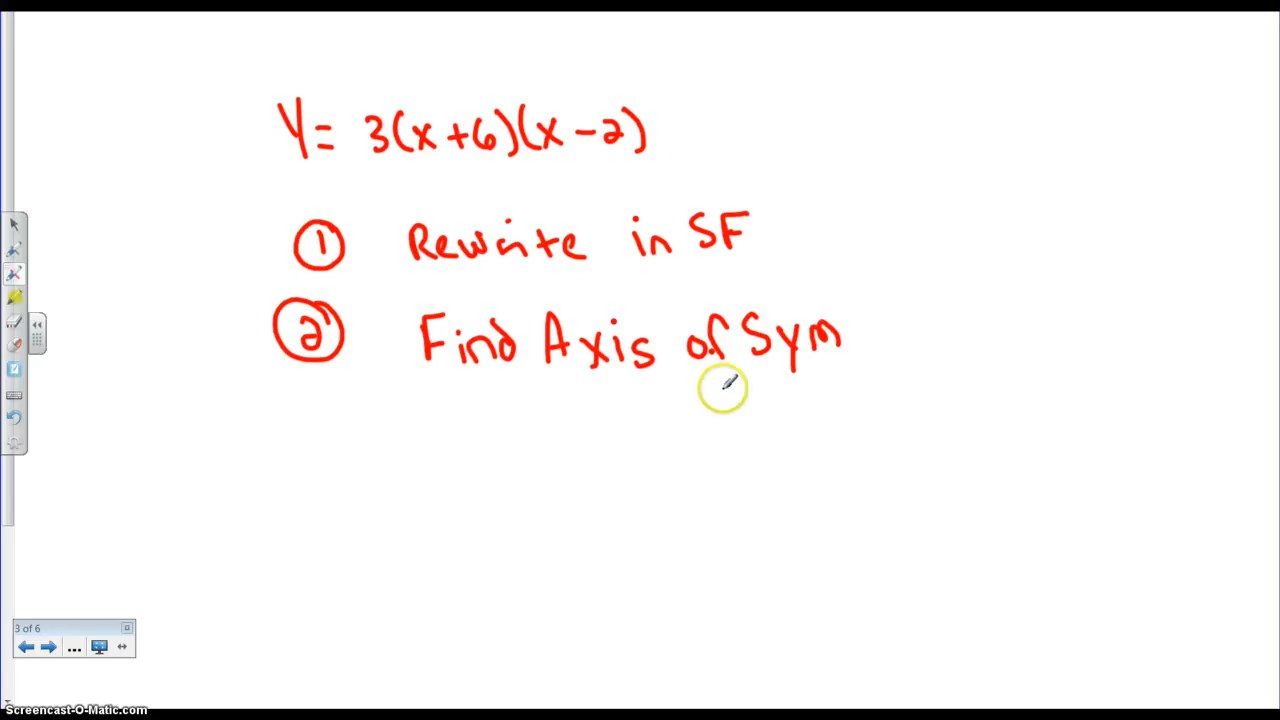 Y= 3(x+6)(x-2)
① Rewrite in SF
② Find Axis of Sym
3 of 6
...
Screencast-O-Matic.com